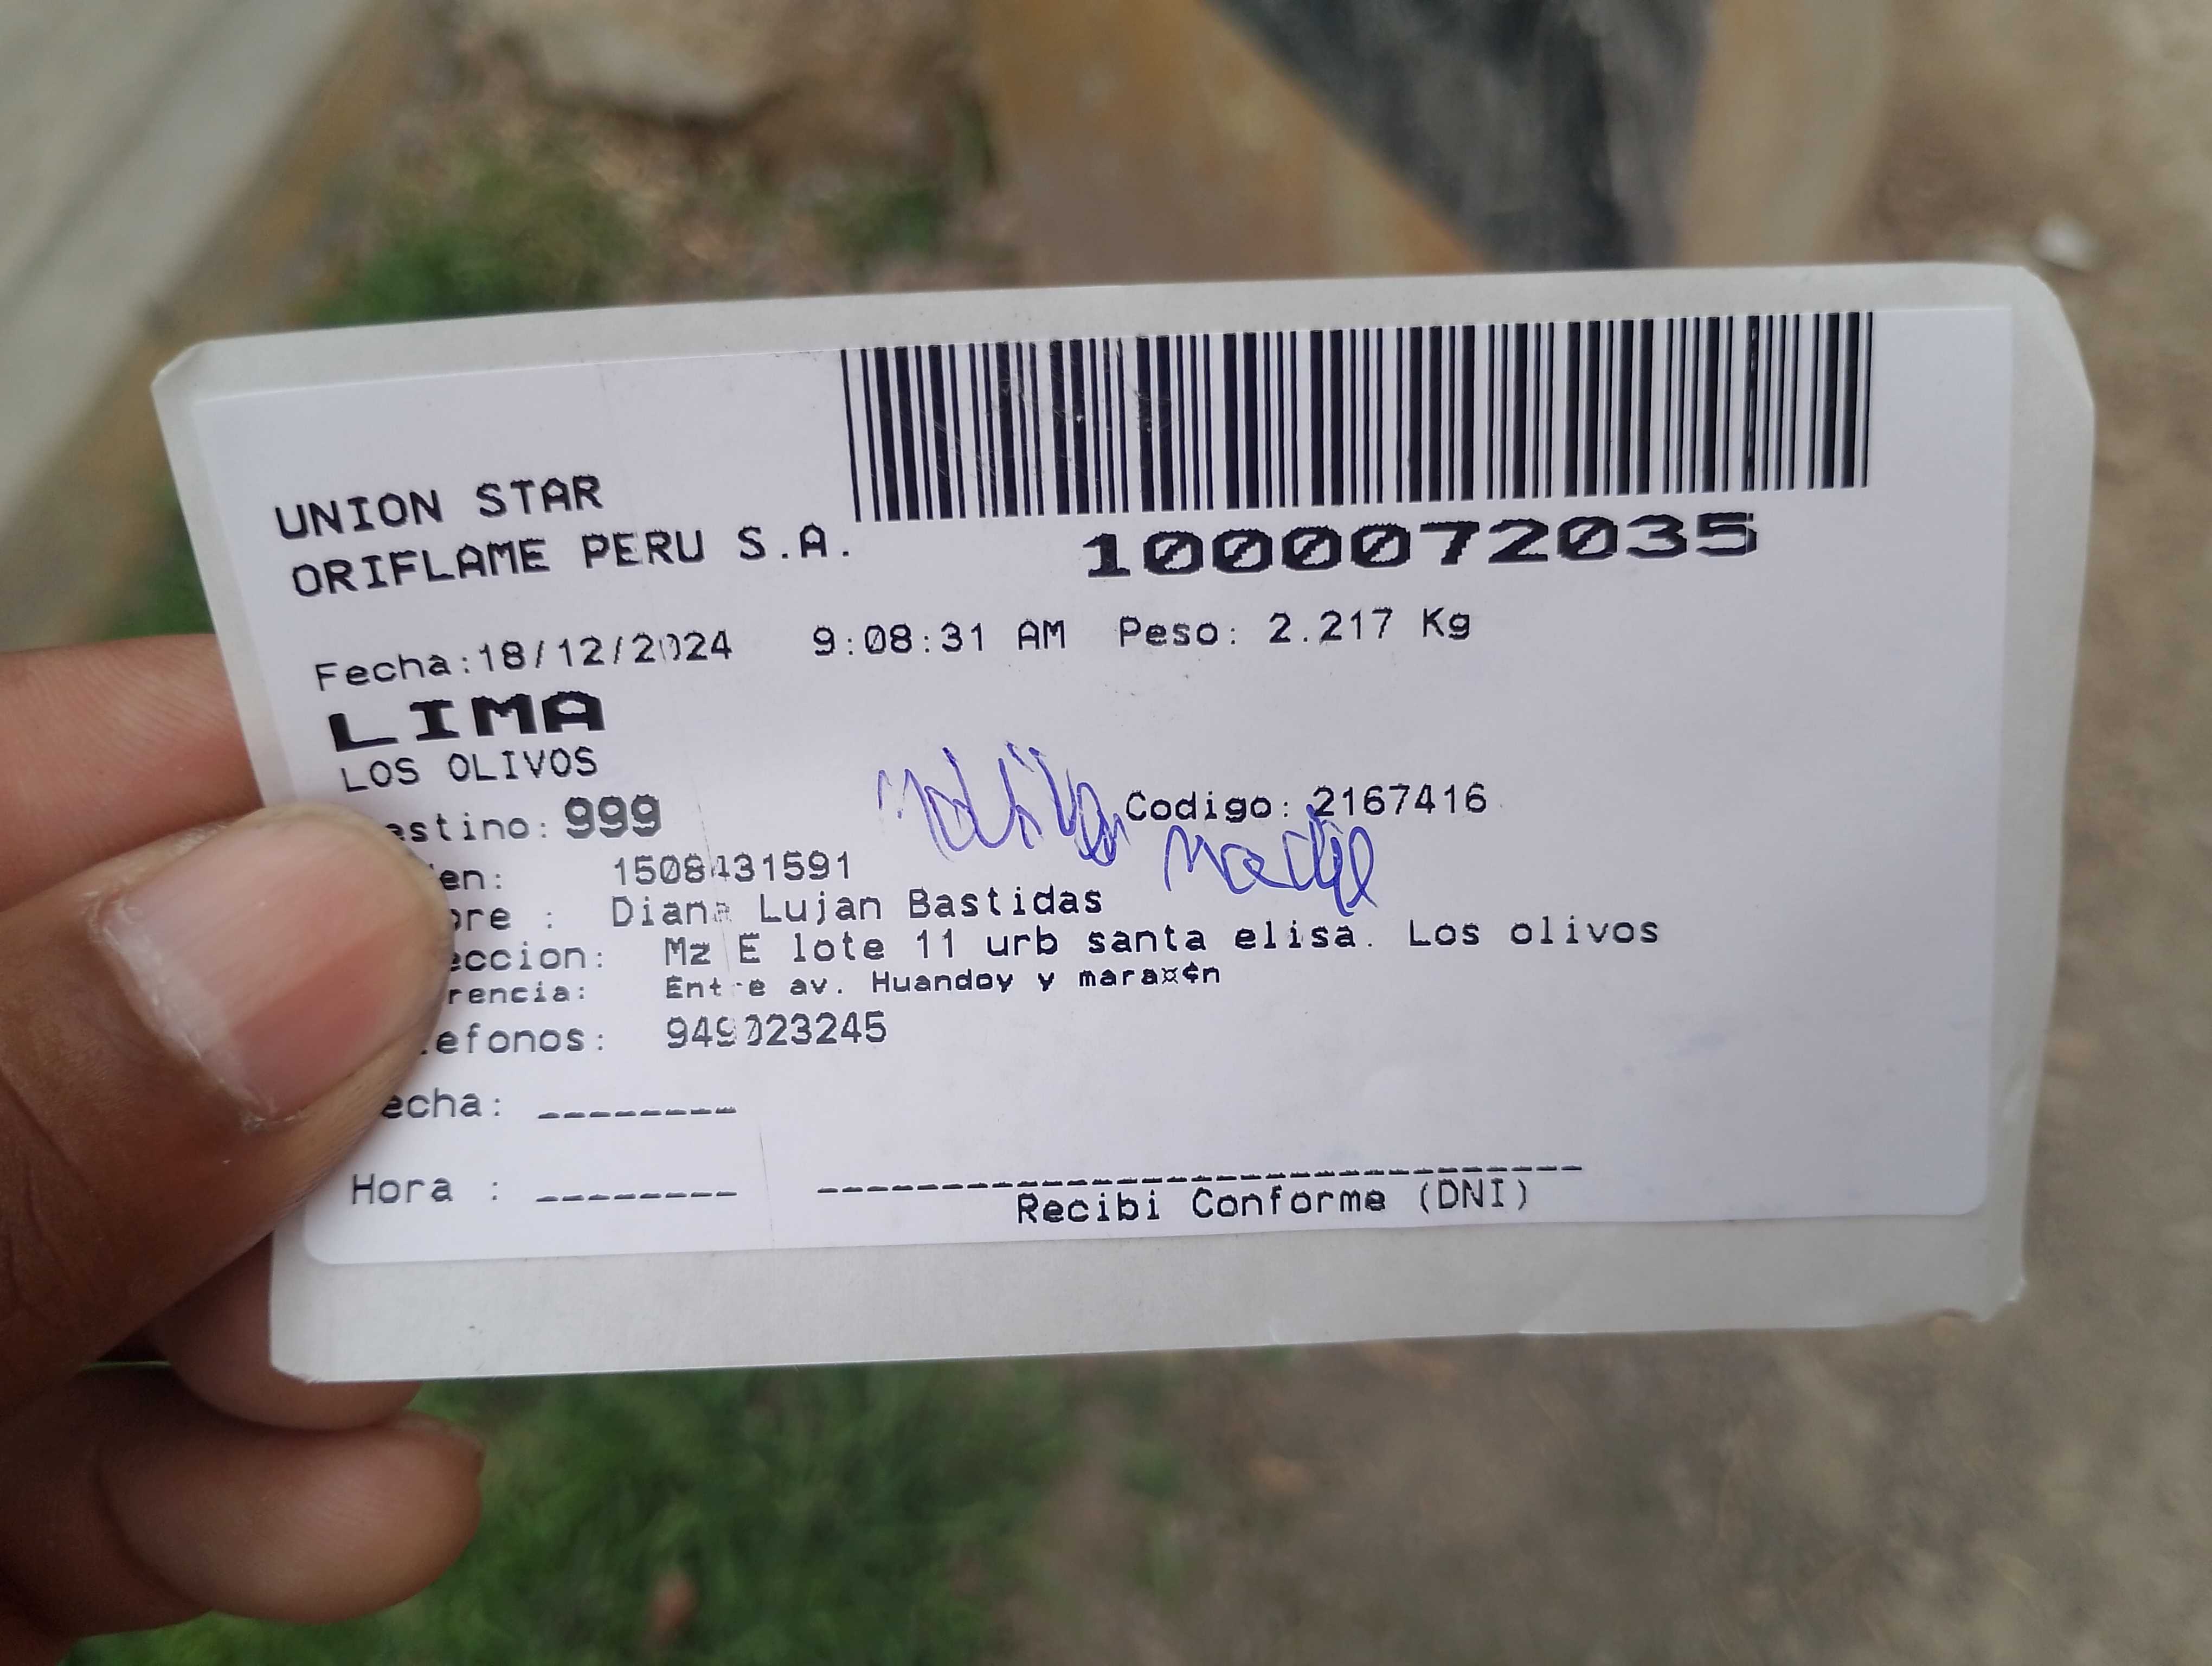 UNION STAR
ORIFLAME PERU S.A.
1000072035
Fecha:18/12/2024 9:08:31 AM Peso: 2.217 Kg
LIMA
LOS OLIVOS
estino: 999 Codigo: 2167416
en: 1508431591
bre : Diana Lujan Bastidas
eccion: Mz E lote 11 urb santa elisa. Los olivos
rencia: Entre av. Huandoy y mara¤¢n
efonos: 949023245
echa: ________
Hora : ________
Recibi Conforme (DNI)